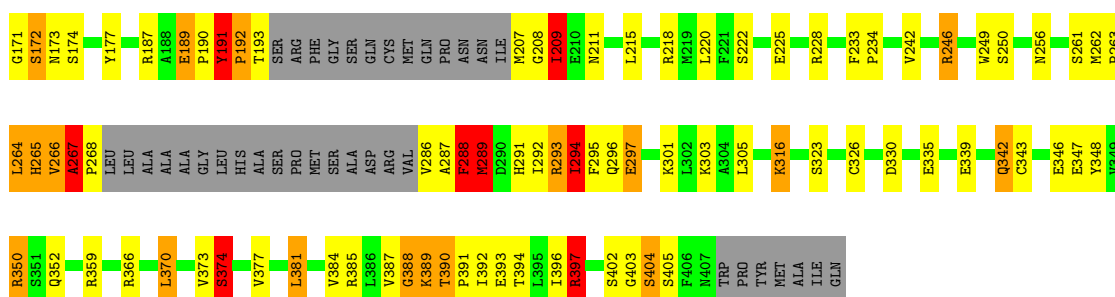 G171 S172 N173 S174 Y177 R187 A188 E189 P190 Y191 P192 T193 SER ARG PHE GLY SER GLN CYS MET GLN PRO ASN ASN ILE M207 G208 I209 E210 N211 L215 R218 M219 L220 F221 S222 E225 R228 F233 P234 V242 R246 W249 S250 N256 S261 M262 R263
L264 H265 V266 A267 P268 LEU LEU ALA ALA ALA GLY LEU HIS ALA SER PRO MET SER ALA ASP ARG VAL V286 A287 F288 M289 D290 H291 I292 R293 I294 F295 Q296 E297 K301 L302 K303 A304 L305 K316 S323 C326 D330 E335 E339 Q342 C343 E346 E347 Y348 V349
R350 S351 Q352 R359 R366 L370 V373 S374 V377 L381 V384 R385 L386 V387 G388 K389 T390 P391 I392 E393 T394 L395 I396 R397 S402 G403 S404 S405 F406 N407 TRP PRO TYR MET ALA ILE GLN